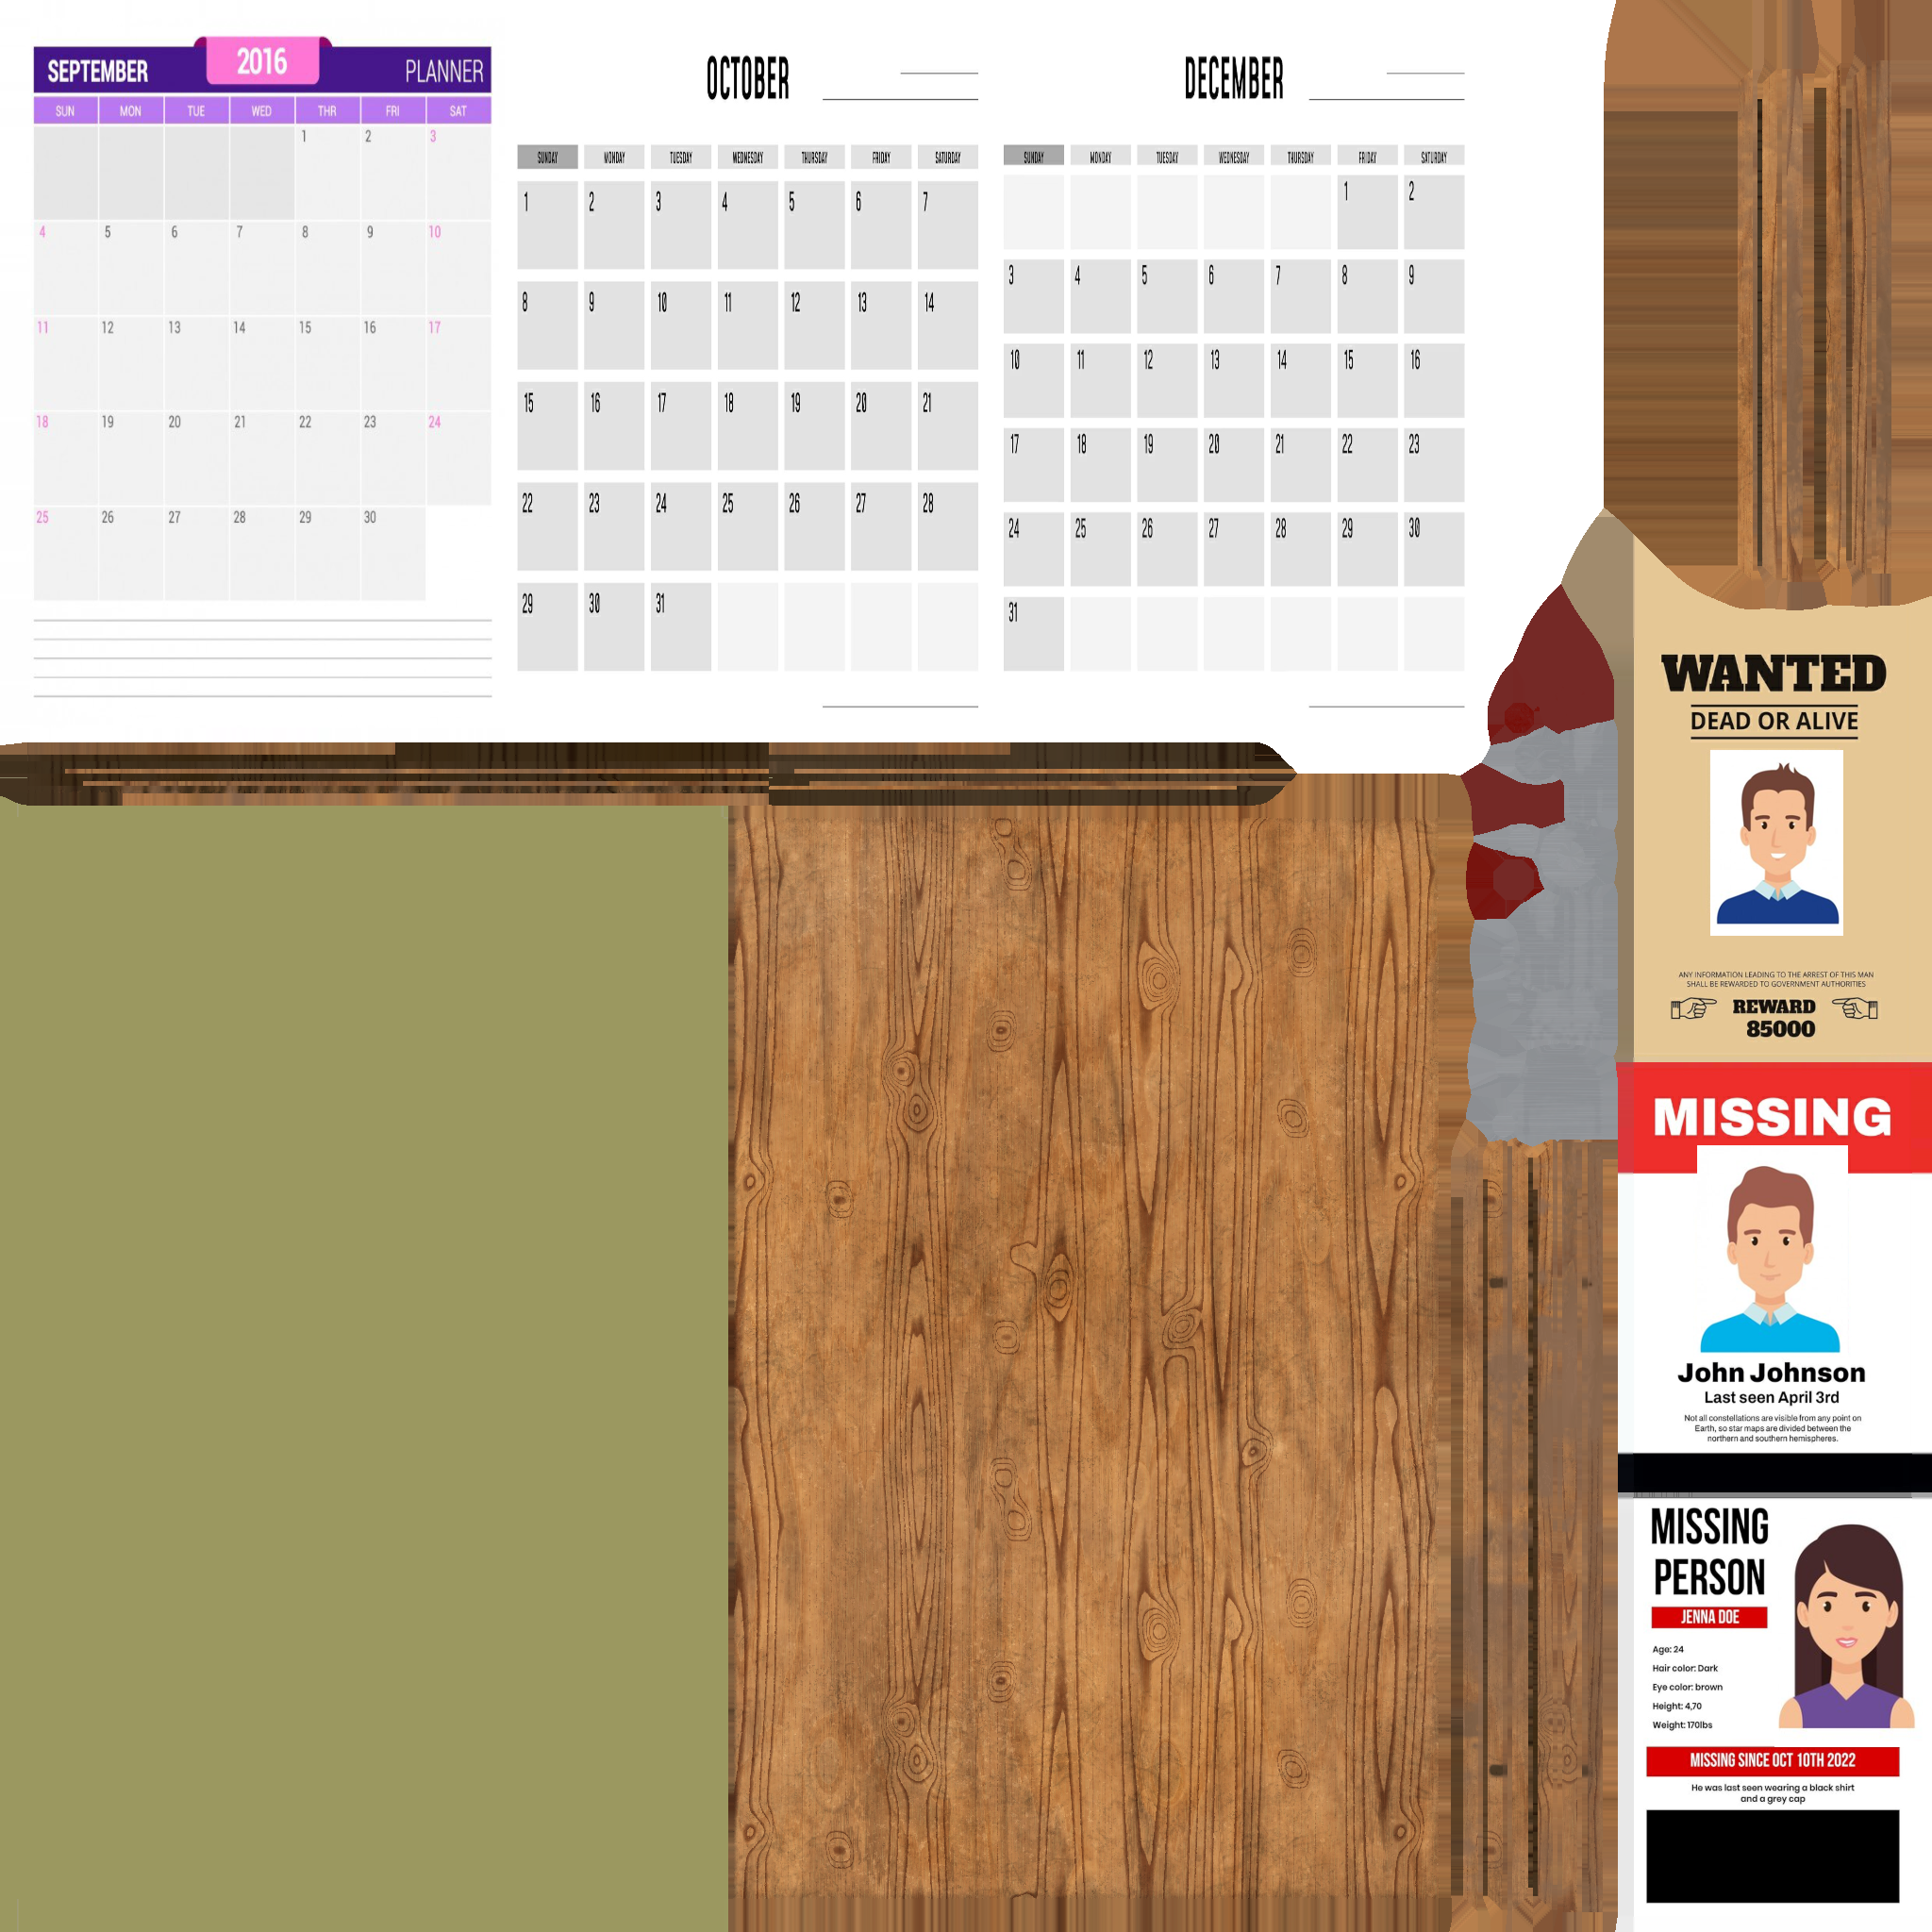 SEPTEMBER 2016 PLANNER
SUN MON TUE WED THR FRI SAT
1 2 3
4 5 6 7 8 9 10
11 12 13 14 15 16 17
18 19 20 21 22 23 24
25 26 27 28 29 30
OCTOBER
SUNDAY MONDAY TUESDAY WEDNESDAY THURSDAY FRIDAY SATURDAY
1 2 3 4 5 6 7
8 9 10 11 12 13 14
15 16 17 18 19 20 21
22 23 24 25 26 27 28
29 30 31
DECEMBER
SUNDAY MONDAY TUESDAY WEDNESDAY THURSDAY FRIDAY SATURDAY
1 2
3 4 5 6 7 8 9
10 11 12 13 14 15 16
17 18 19 20 21 22 23
24 25 26 27 28 29 30
31
WANTED
DEAD OR ALIVE
ANY INFORMATION LEADING TO THE ARREST OF THIS MAN
SHALL BE REWARDED TO GOVERNMENT AUTHORITIES
REWARD
85000
MISSING
John Johnson
Last seen April 3rd
Not all constellations are visible from any point on
Earth, so star maps are divided between the
northern and southern hemispheres.
MISSING
PERSON
JENNA DOE
Age: 24
Hair color: Dark
Eye color: brown
Height: 4,70
Weight: 170lbs
MISSING SINCE OCT 10TH 2022
He was last seen wearing a black shirt
and a grey cap